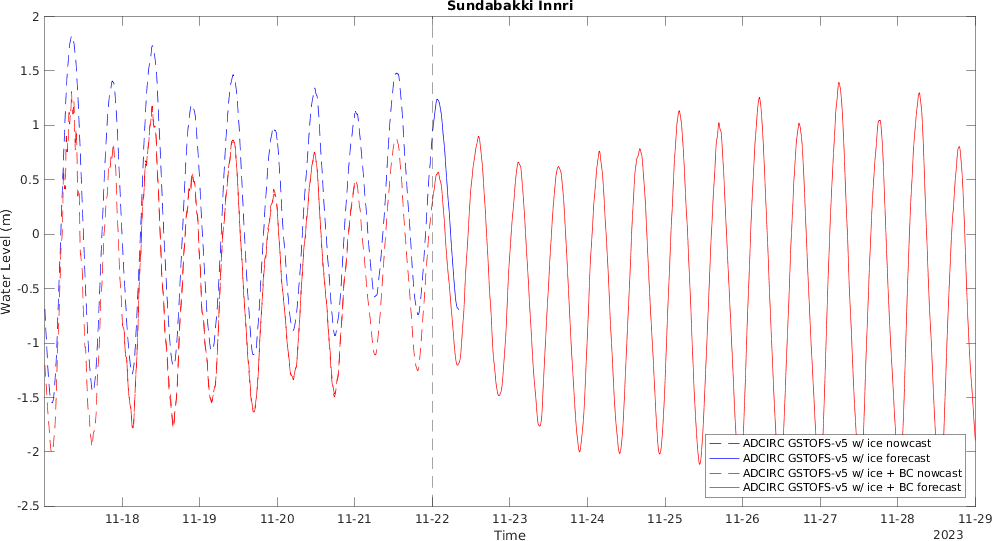 Sundabakki Innri
2
1.5
1
0.5
0
-0.5
-1
-1.5
-2
-2.5
Water Level (m)
ADCIRC GSTOFS-v5 w/ ice nowcast
ADCIRC GSTOFS-v5 w/ ice forecast
ADCIRC GSTOFS-v5 w/ ice + BC nowcast
ADCIRC GSTOFS-v5 w/ ice + BC forecast
11-18 11-19 11-20 11-21 11-22 11-23 11-24 11-25 11-26 11-27 11-28 11-29
Time
2023